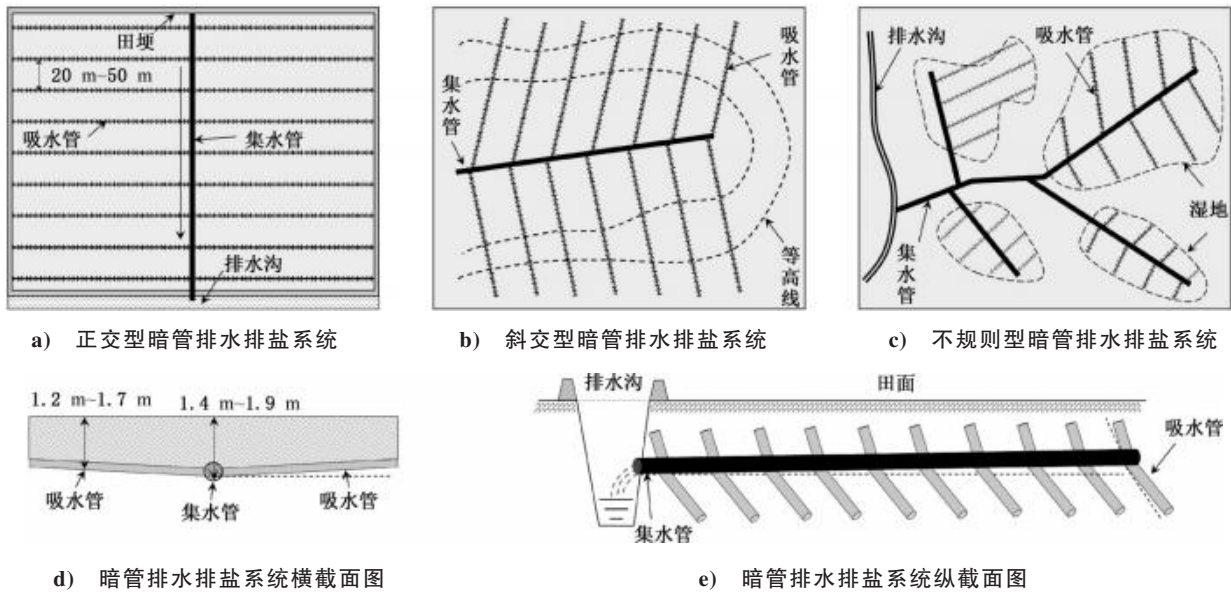 田埂
20 m~50 m
吸水管
集水管
排水沟
a) 正交型暗管排水排盐系统
吸水管
集水管
等高线
b) 斜交型暗管排水排盐系统
排水沟
吸水管
湿地
集水管
c) 不规则型暗管排水排盐系统
1.2 m~1.7 m
1.4 m~1.9 m
吸水管
集水管
吸水管
d) 暗管排水排盐系统横截面图
排水沟
田面
吸水管
集水管
e) 暗管排水排盐系统纵截面图